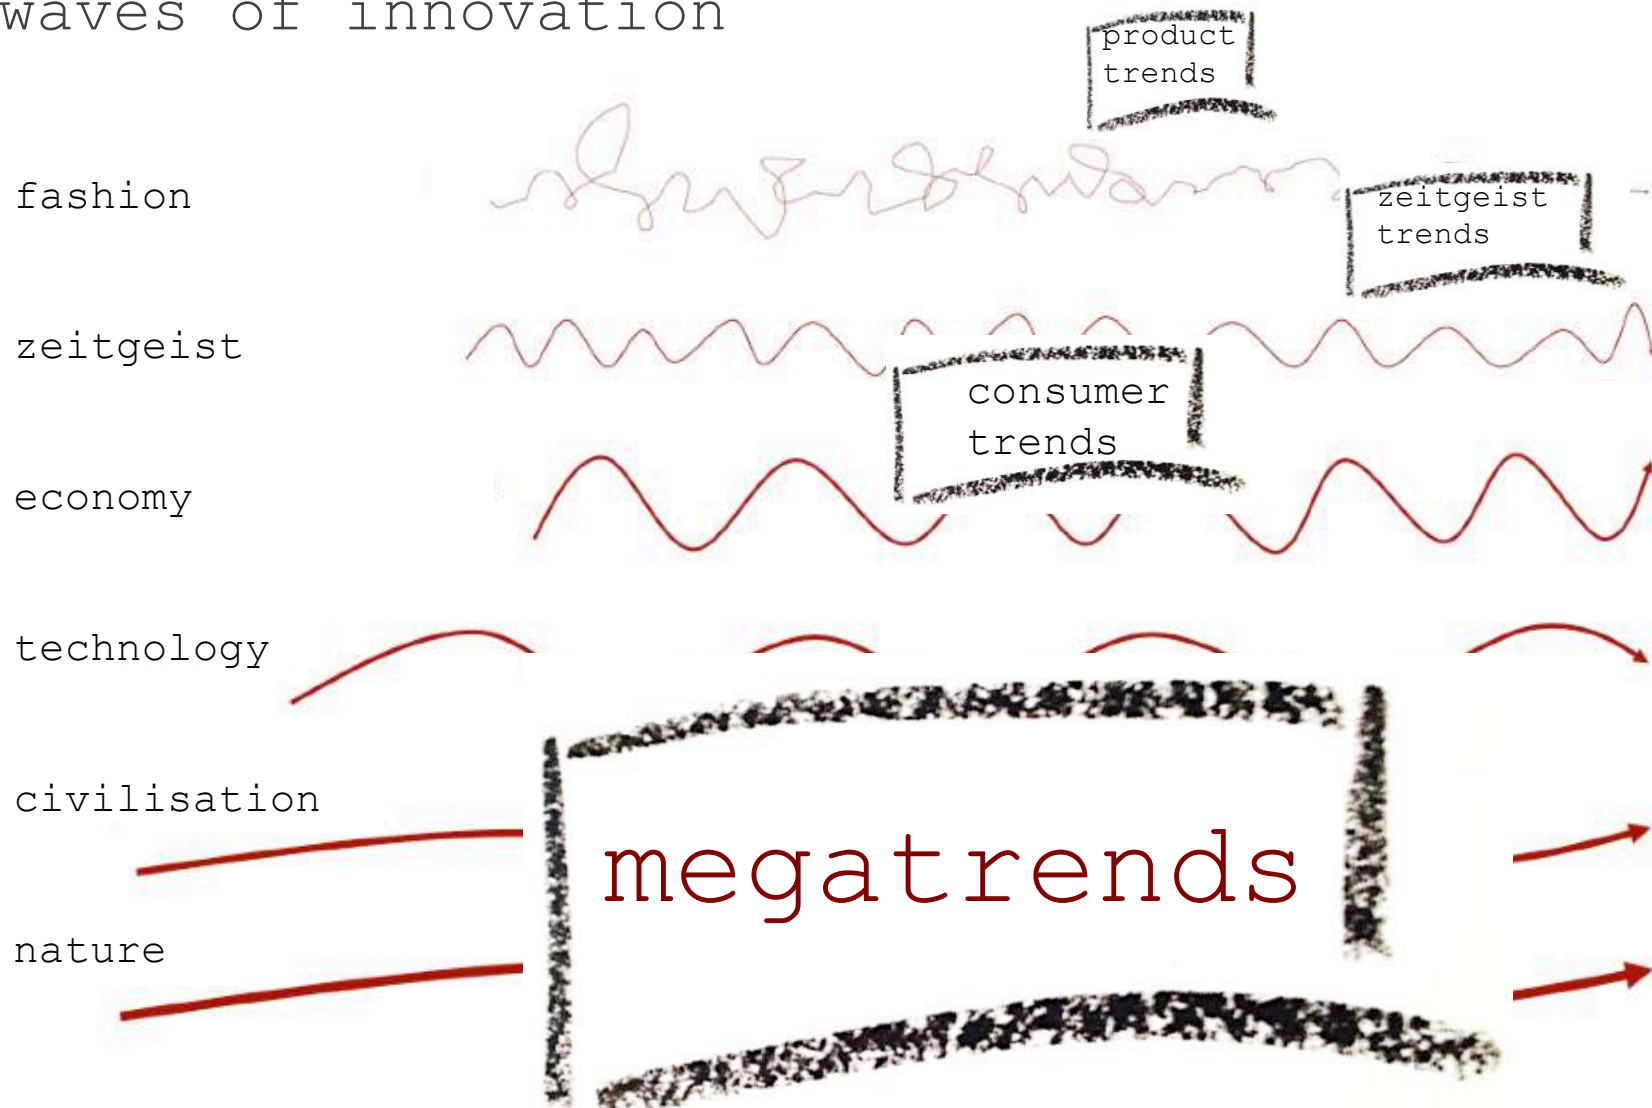 waves of innovation
product
trends
fashion
zeitgeist
trends
zeitgeist
consumer
trends
economy
technology
civilisation
megatrends
nature